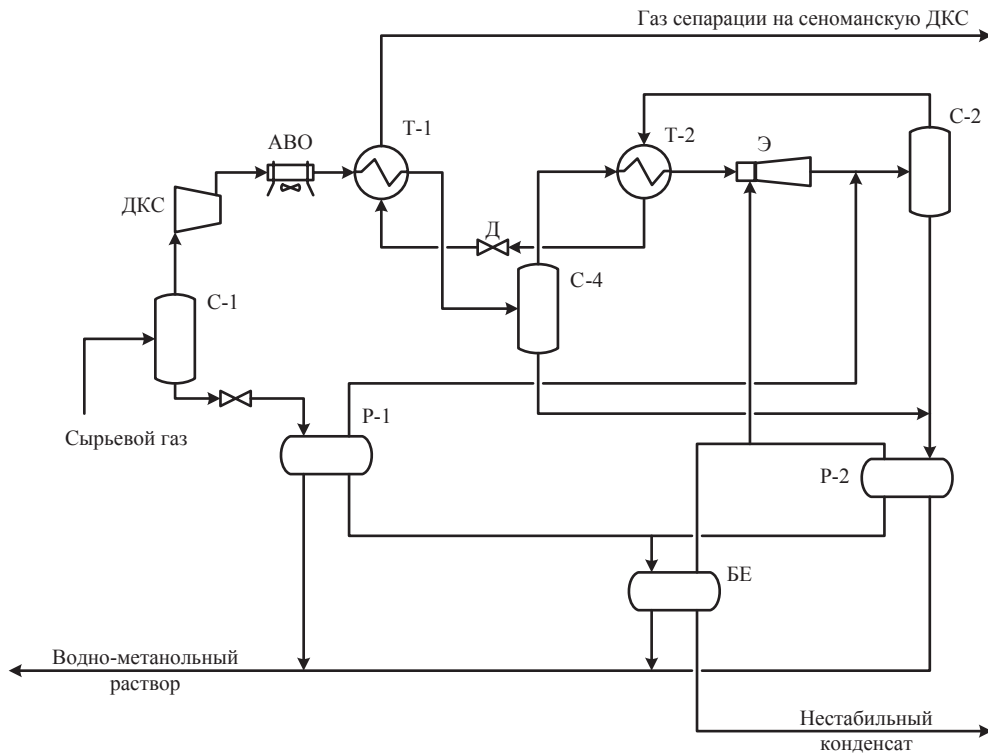 Газ сепарации на сеноманскую ДКС
С-2
Т-1
Т-2
Э
АВО
ДКС
Д
С-4
С-1
Р-1
Сырьевой газ
Р-2
БЕ
Водно-метанольный
раствор
Нестабильный
конденсат